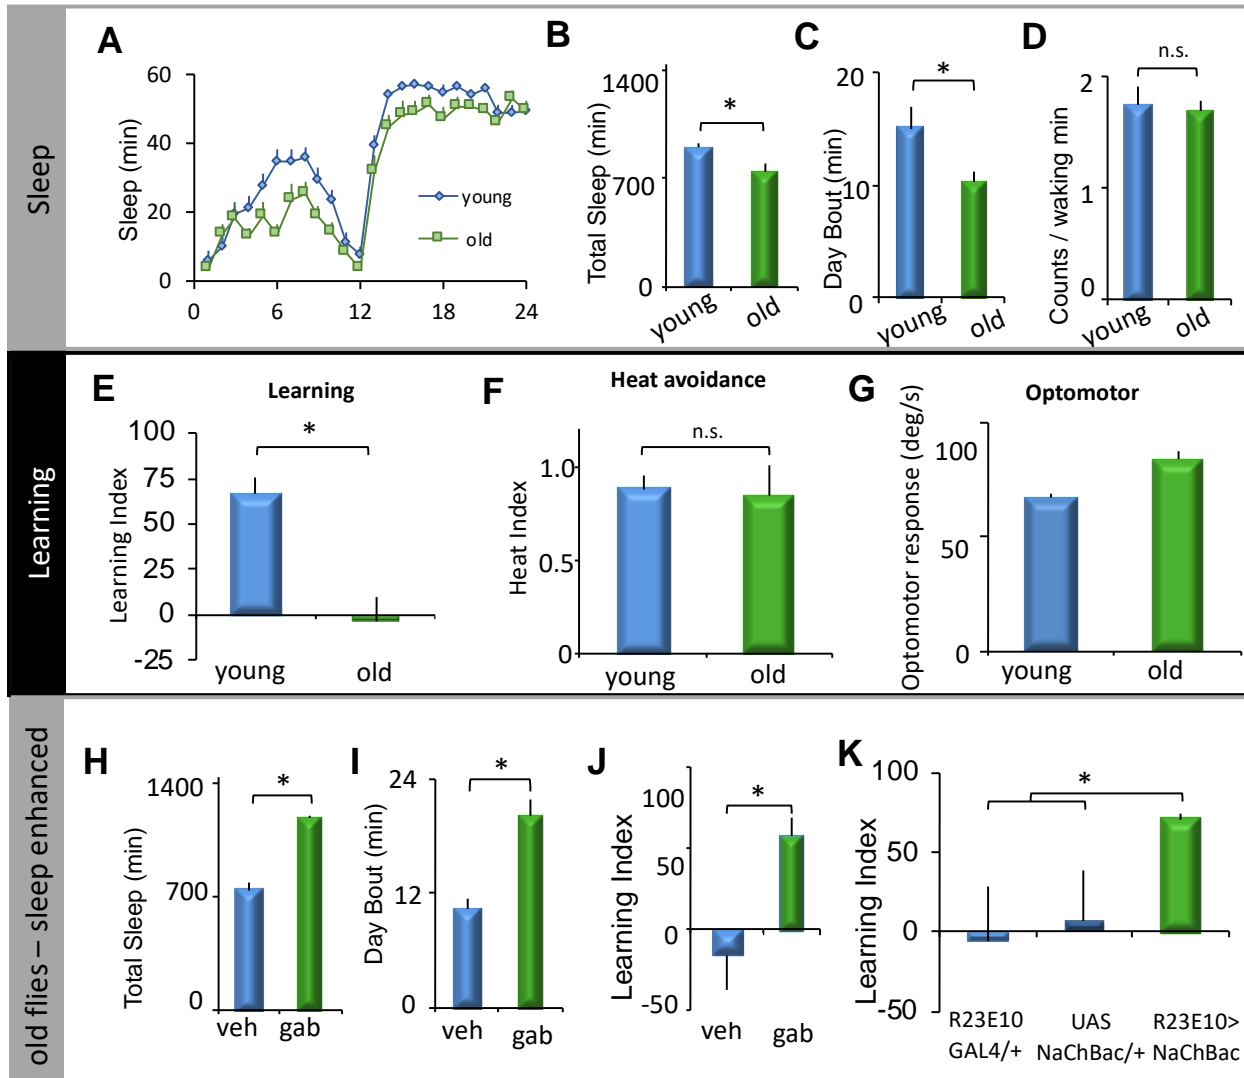 Sleep
A
Sleep (min)
60
40
20
0
0
6
12
18
24
young
old
B
Total Sleep (min)
1400
700
0
*
young
old
C
Day Bout (min)
20
10
0
*
young
old
D
Counts / waking min
2
1
0
n.s.
young
old
Learning
E
Learning
Learning Index
100
75
50
25
0
-25
*
young
old
F
Heat avoidance
Heat Index
1.0
0.5
0
n.s.
young
old
G
Optomotor
Optomotor response (deg/s)
100
50
0
young
old
old flies – sleep enhanced
H
Total Sleep (min)
1400
700
0
*
veh
gab
I
Day Bout (min)
24
12
0
*
veh
gab
J
Learning Index
100
50
0
-50
*
veh
gab
K
Learning Index
100
50
0
-50
*
R23E10
GAL4/+
UAS
NaChBac/+
R23E10>
NaChBac